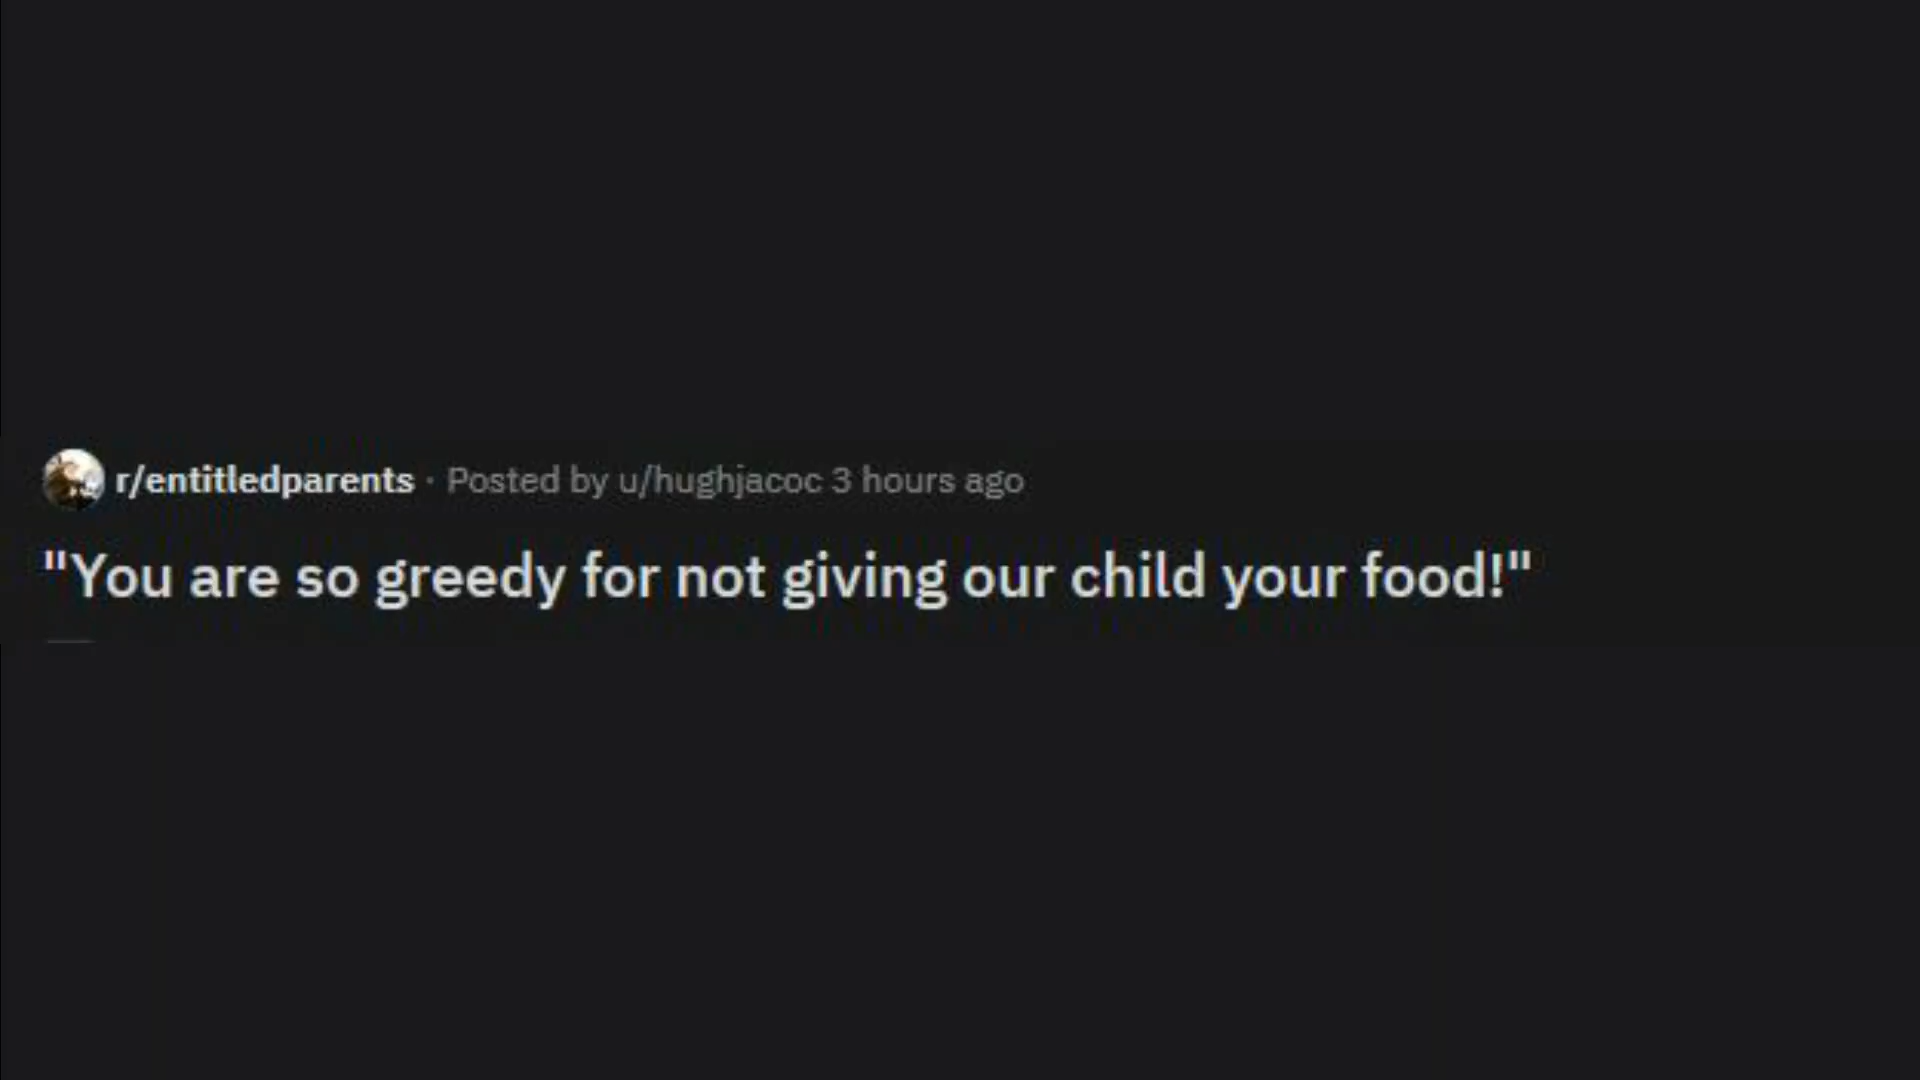 r/entitledparents · Posted by u/hughjacoc 3 hours ago
"You are so greedy for not giving our child your food!"